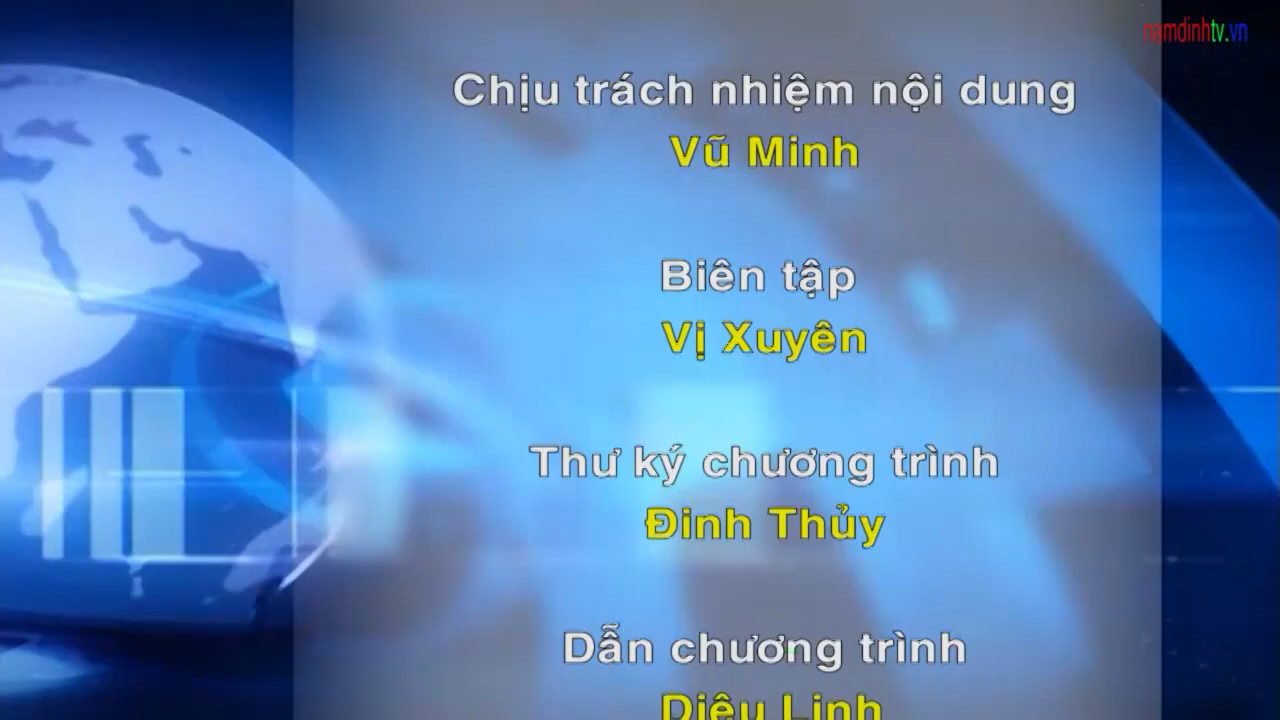 namdinhtv.vn
Chịu trách nhiệm nội dung
Vũ Minh
Biên tập
Vị Xuyên
Thư ký chương trình
Đinh Thủy
Dẫn chương trình
Diệu Linh